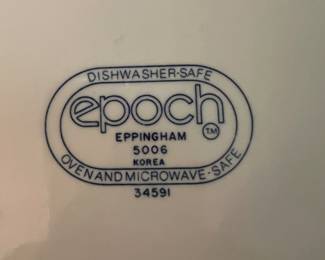 DISHWASHER-SAFE
epoch TM
EPPINGHAM
5006
KOREA
OVEN AND MICROWAVE-SAFE
34591